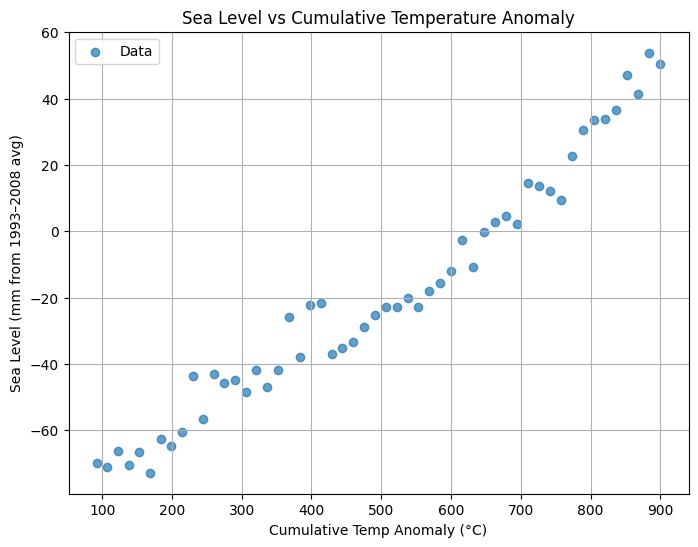 Sea Level vs Cumulative Temperature Anomaly
Data
60
40
20
0
−20
−40
−60
Sea Level (mm from 1993–2008 avg)
100 200 300 400 500 600 700 800 900
Cumulative Temp Anomaly (°C)